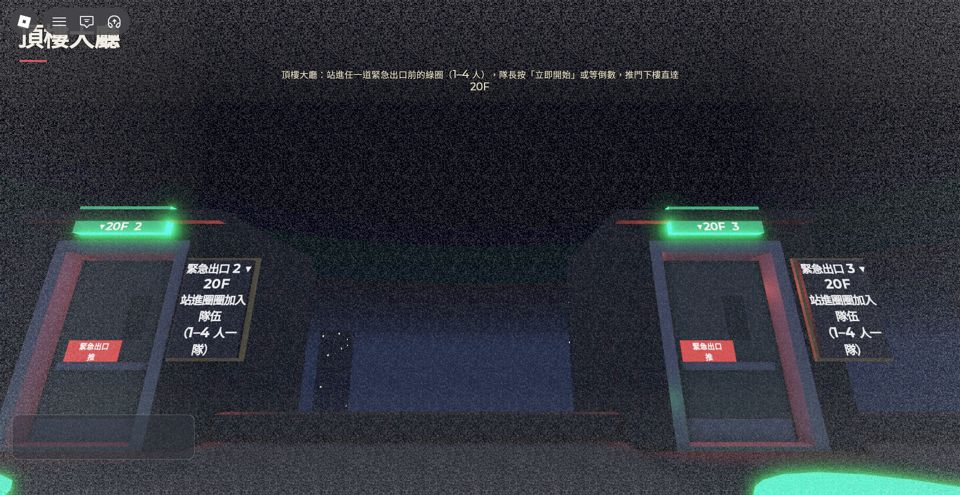 頂樓大廳
頂樓大廳：站進任一道緊急出口前的綠圈（1–4 人），隊長按「立即開始」或等倒數，推門下樓直達
20F
▼20F 2
▼20F 3
緊急出口 2 ▼
20F
站進圈圈加入
隊伍
（1–4 人一
隊）
緊急出口 3 ▼
20F
站進圈圈加入
隊伍
（1–4 人一
隊）
緊急出口
推
緊急出口
推